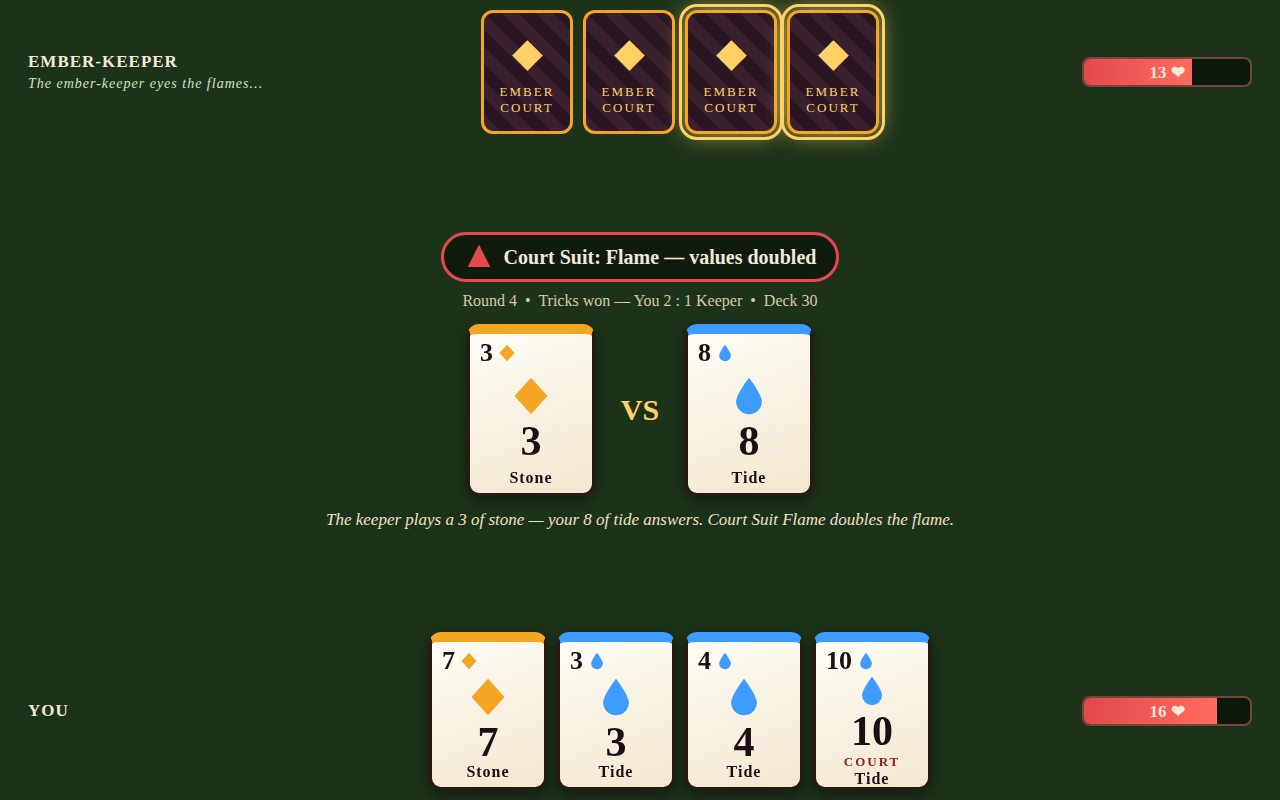 EMBER-KEEPER
The ember-keeper eyes the flames…
EMBER
COURT
EMBER
COURT
EMBER
COURT
EMBER
COURT
13 ❤
Court Suit: Flame — values doubled
Round 4 • Tricks won — You 2 : 1 Keeper • Deck 30
3
3
Stone
VS
8
8
Tide
The keeper plays a 3 of stone — your 8 of tide answers. Court Suit Flame doubles the flame.
YOU
7
7
Stone
3
3
Tide
4
4
Tide
10
10
COURT
Tide
16 ❤